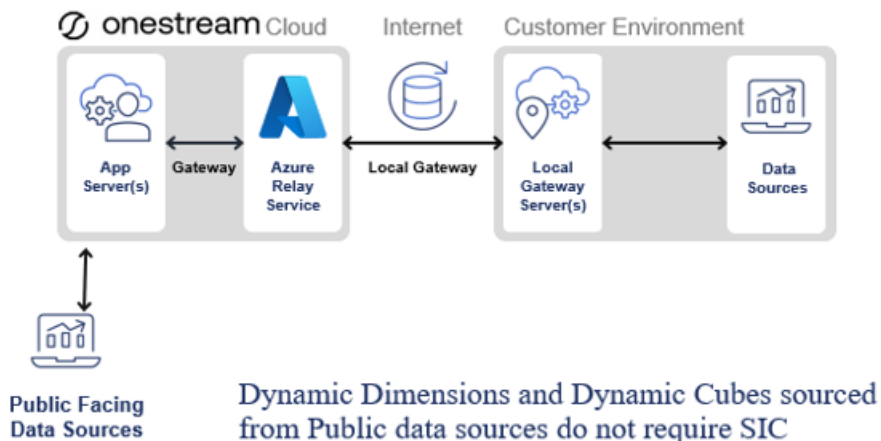 onestream Cloud
Internet
Customer Environment
App
Server(s)
Gateway
Azure
Relay
Service
Local Gateway
Local
Gateway
Server(s)
Data
Sources
Public Facing
Data Sources
Dynamic Dimensions and Dynamic Cubes sourced
from Public data sources do not require SIC